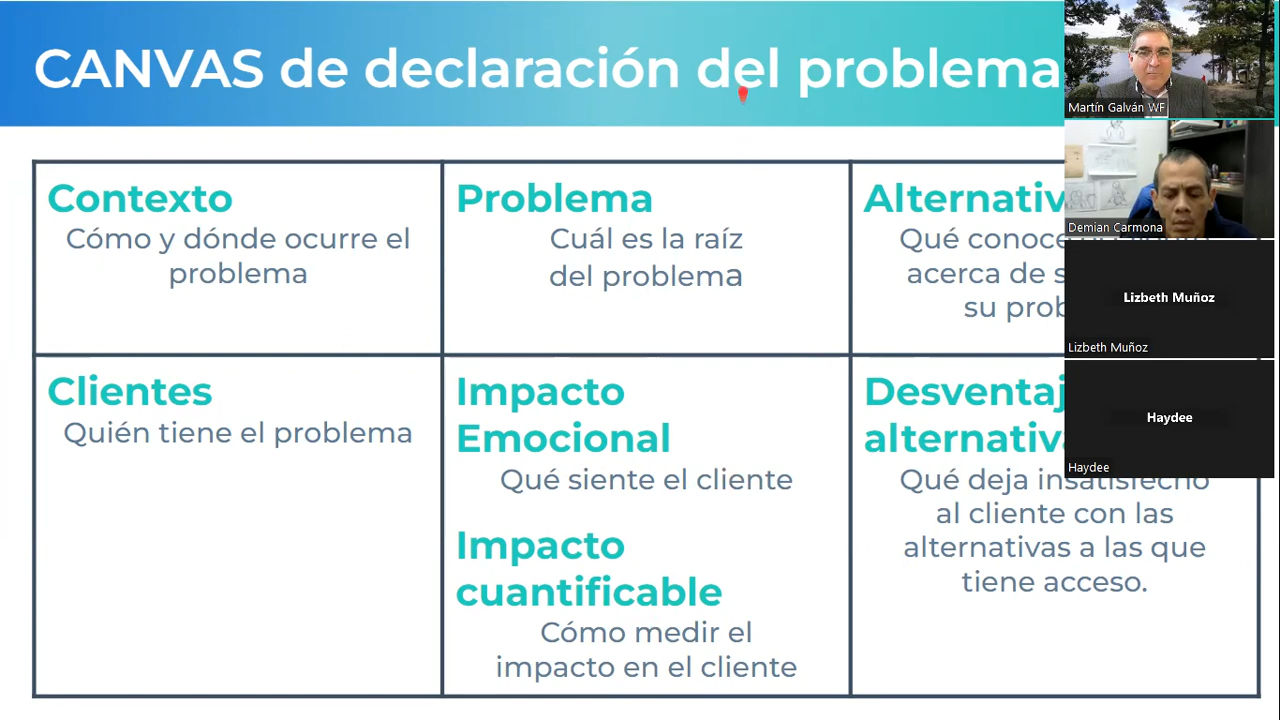 CANVAS de declaración del problema
Contexto
Cómo y dónde ocurre el
problema
Problema
Cuál es la raíz
del problema
Alternativ
Qué conoce
acerca de s
su prob
Clientes
Quién tiene el problema
Impacto
Emocional
Qué siente el cliente
Impacto
cuantificable
Cómo medir el
impacto en el cliente
Desventaj
alternativ
Qué deja insatisfecho
al cliente con las
alternativas a las que
tiene acceso.
Martín Galván WF
Demian Carmona
Lizbeth Muñoz
Lizbeth Muñoz
Haydee
Haydee